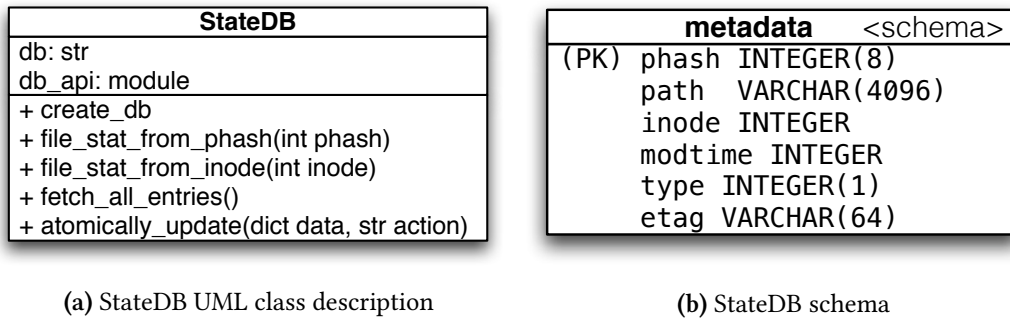 StateDB
db: str
db_api: module
+ create_db
+ file_stat_from_phash(int phash)
+ file_stat_from_inode(int inode)
+ fetch_all_entries()
+ atomically_update(dict data, str action)
(a) StateDB UML class description
metadata <schema>
(PK) phash INTEGER(8)
path VARCHAR(4096)
inode INTEGER
modtime INTEGER
type INTEGER(1)
etag VARCHAR(64)
(b) StateDB schema